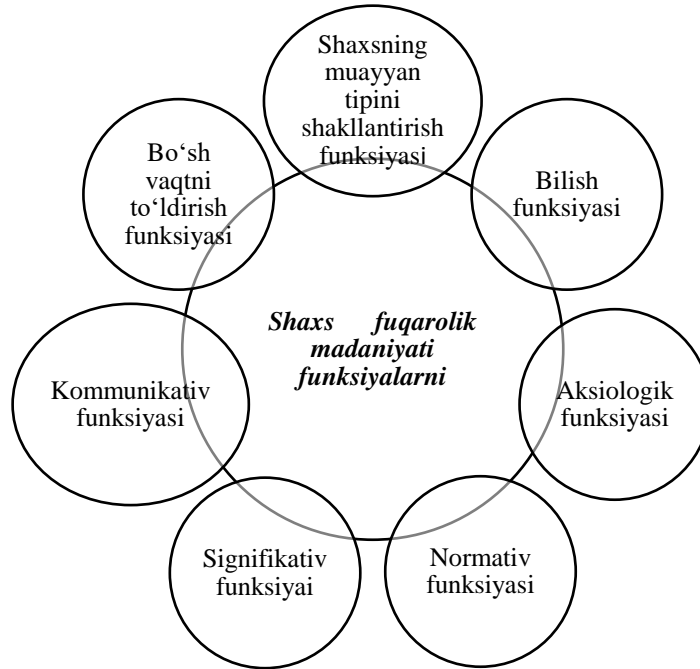 Shaxsning
muayyan
tipini
shakllantirish
funksiyasi
Bilish
funksiyasi
Aksiologik
funksiyasi
Normativ
funksiyasi
Signifikativ
funksiyai
Kommunikativ
funksiyasi
Bo‘sh
vaqtni
to‘ldirish
funksiyasi
Shaxs fuqarolik
madaniyati
funksiyalarni